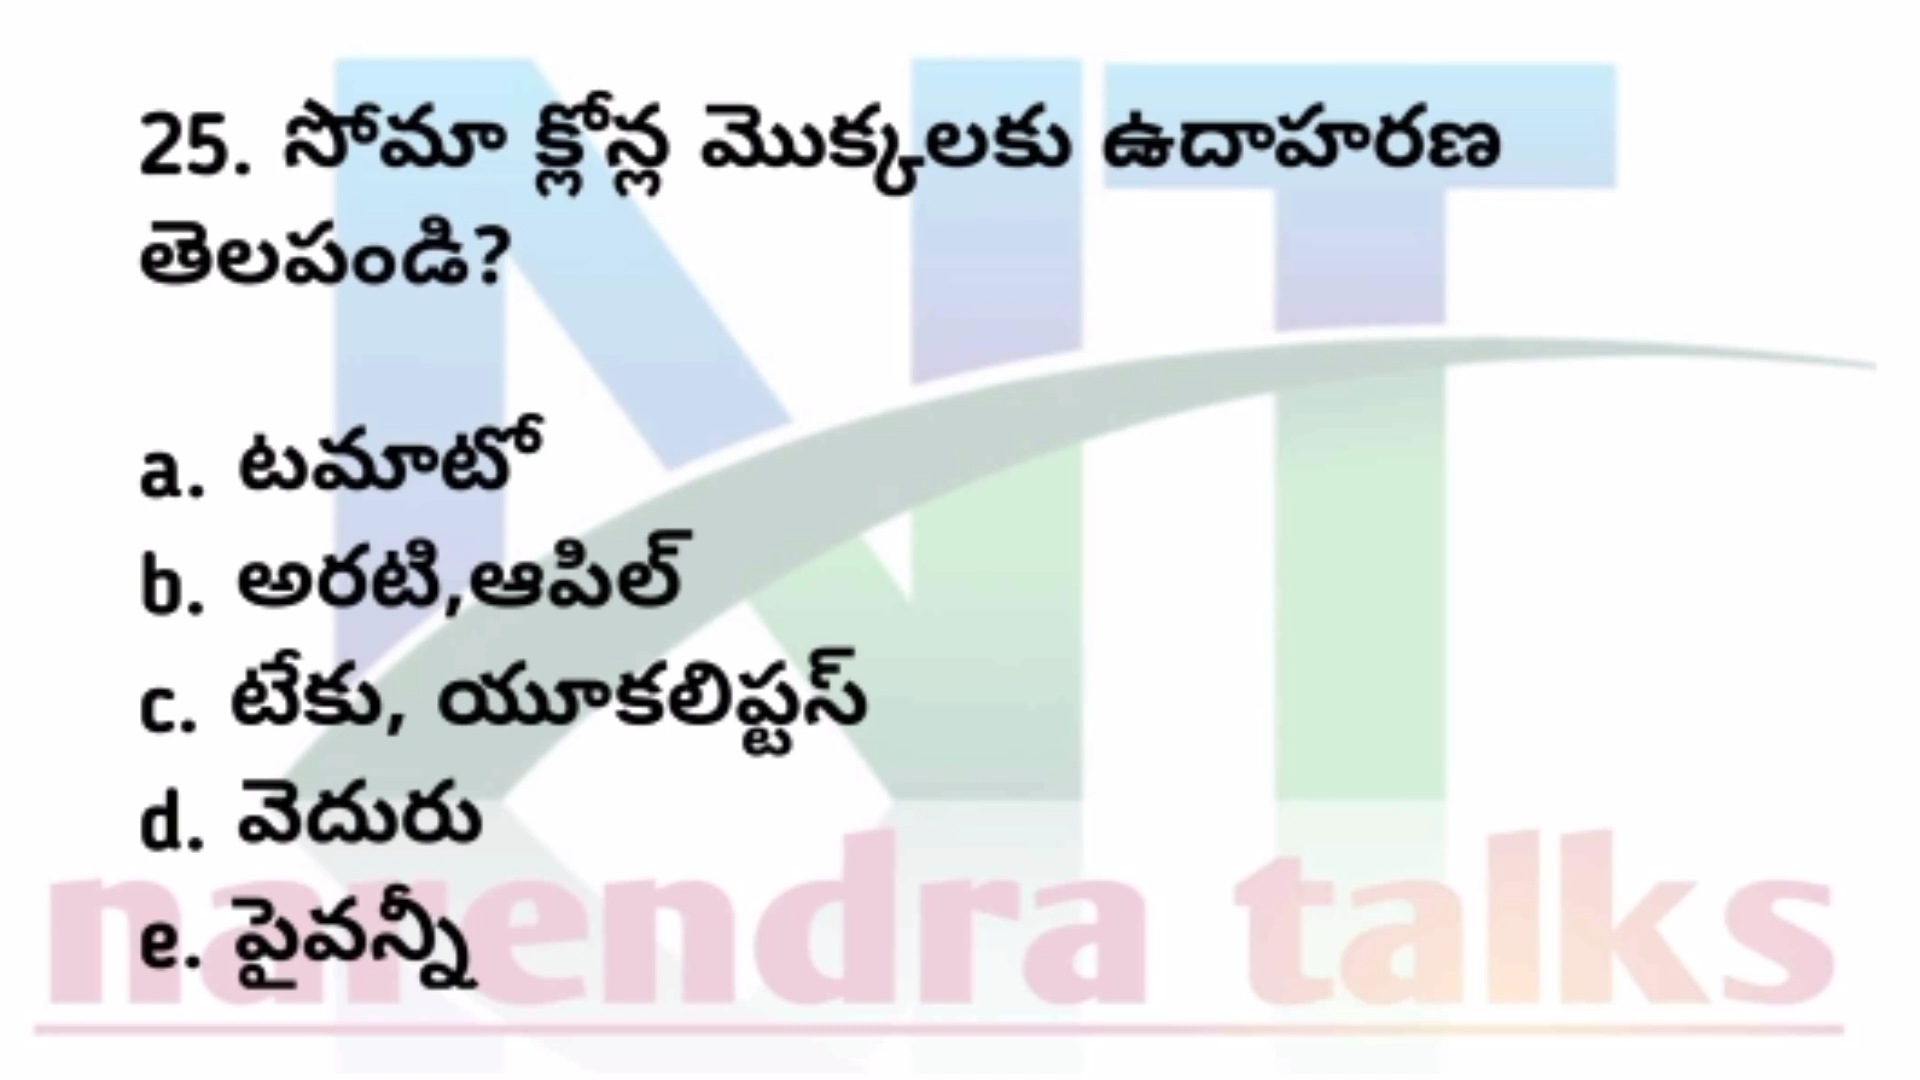 25. సోమా క్లోన్ల మొక్కలకు ఉదాహరణ
తెలపండి?
a. టమాటో
b. అరటి,ఆపిల్
c. టేకు, యూకలిప్టస్
d. వెదురు
e. పైవన్నీ
narendra talks